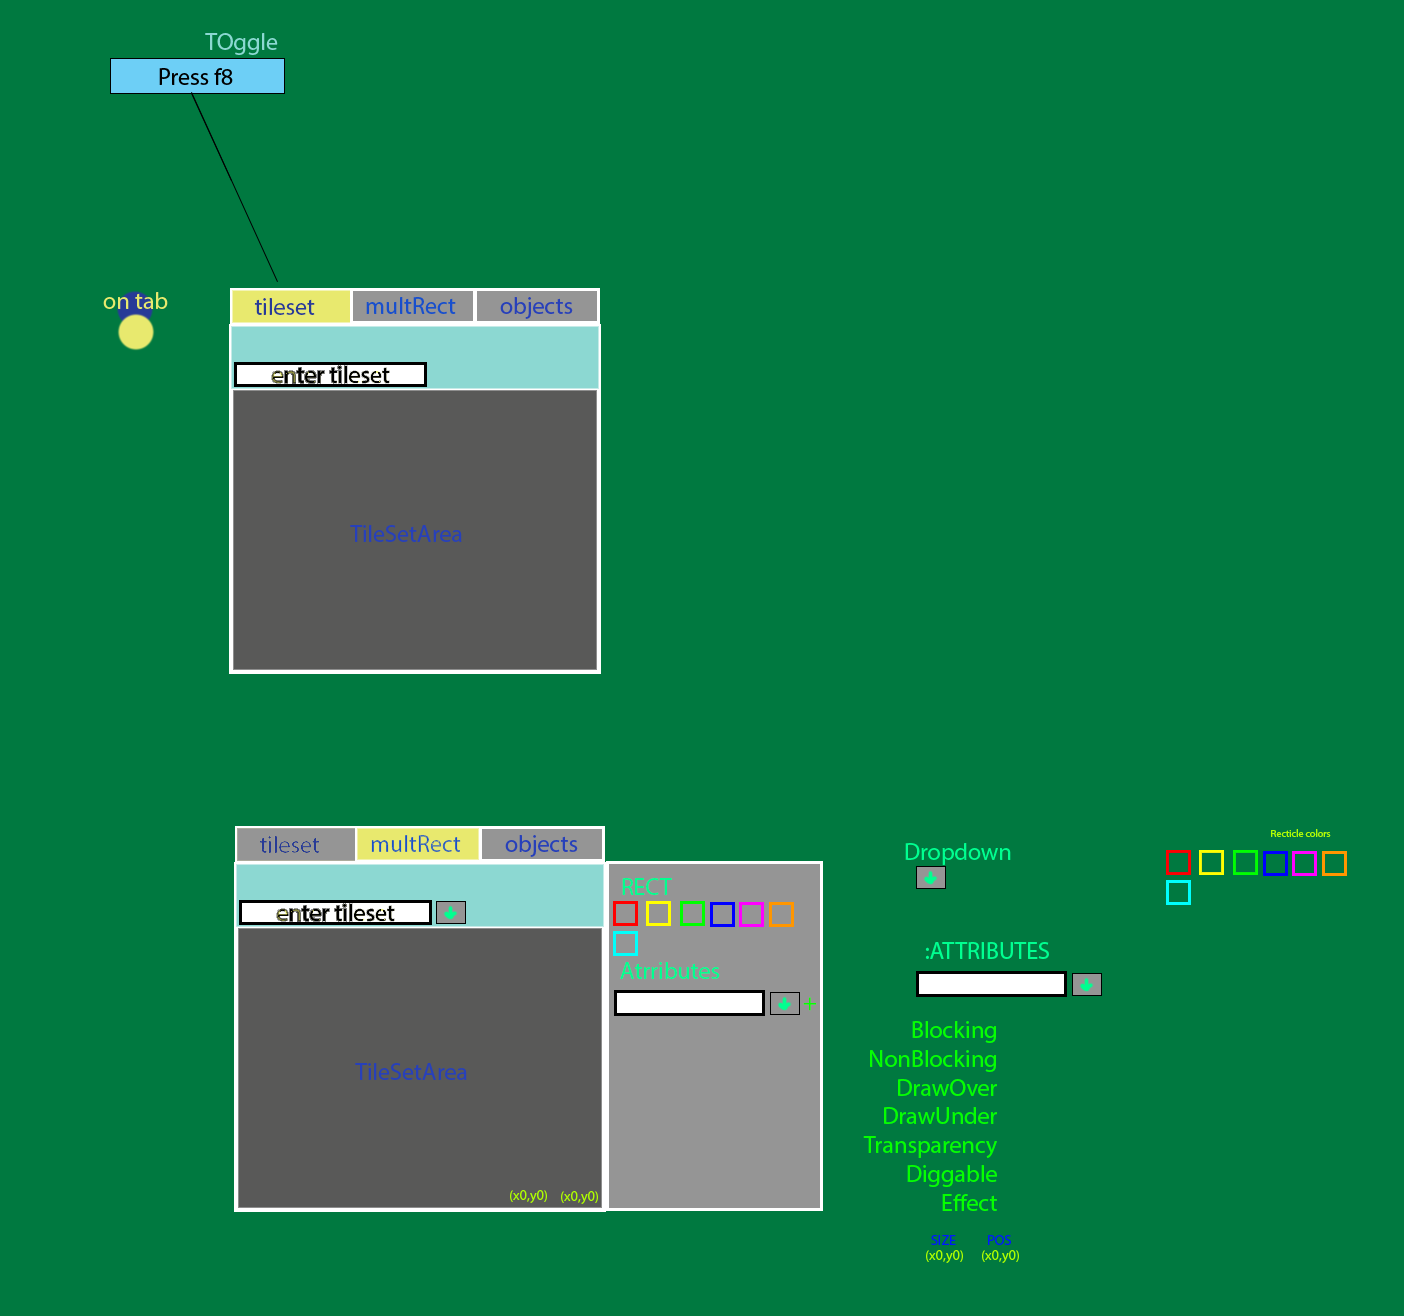 TOggle
Press f8
on tab
tileset multRect objects
enter tileset
TileSetArea
Recticle colors
tileset multRect objects
Dropdown
RECT
enter tileset
:ATTRIBUTES
Atrributes
+
Blocking
NonBlocking
TileSetArea
DrawOver
DrawUnder
Transparency
Diggable
(x0,y0) (x0,y0)
Effect
SIZE POS
(x0,y0) (x0,y0)